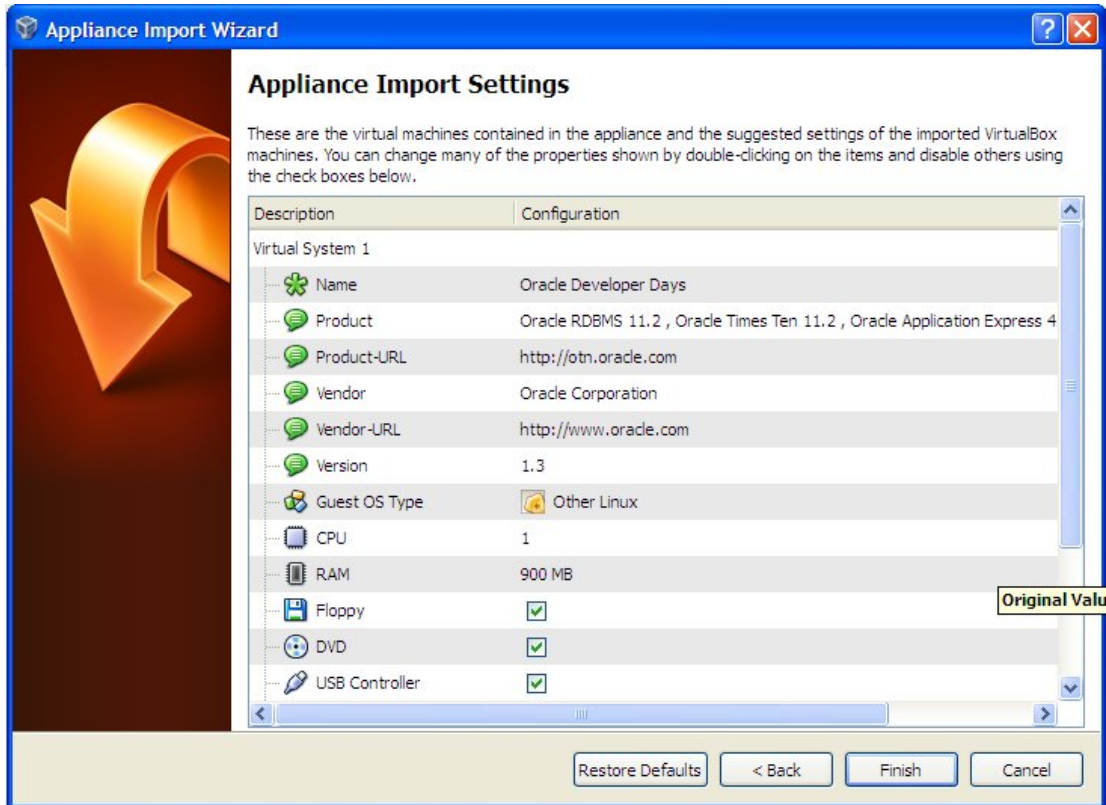 Appliance Import Wizard
Appliance Import Settings
These are the virtual machines contained in the appliance and the suggested settings of the imported VirtualBox
machines. You can change many of the properties shown by double-clicking on the items and disable others using
the check boxes below.
Description Configuration
Virtual System 1
Name Oracle Developer Days
Product Oracle RDBMS 11.2 , Oracle Times Ten 11.2 , Oracle Application Express 4
Product-URL http://otn.oracle.com
Vendor Oracle Corporation
Vendor-URL http://www.oracle.com
Version 1.3
Guest OS Type Other Linux
CPU 1
RAM 900 MB
Original Valu
Floppy
DVD
USB Controller
Restore Defaults < Back Finish Cancel